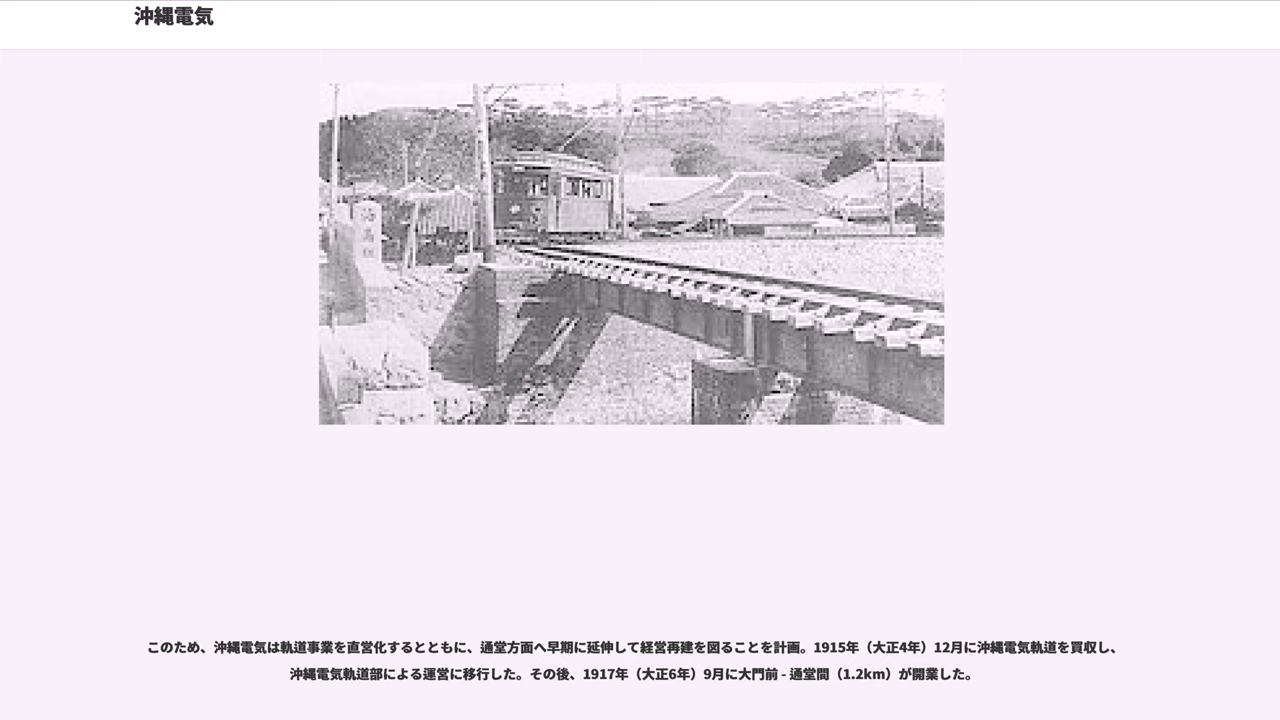 沖縄電気
このため、沖縄電気は軌道事業を直営化するとともに、通堂方面へ早期に延伸して経営再建を図ることを計画。1915年（大正4年）12月に沖縄電気軌道を買収し、
沖縄電気軌道部による運営に移行した。その後、1917年（大正6年）9月に大門前 - 通堂間（1.2km）が開業した。